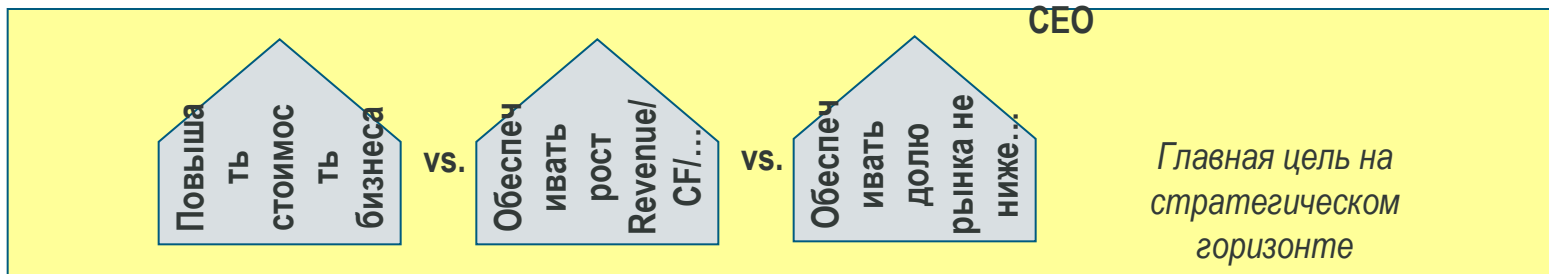 CEO
Повыша
ть
стоимос
ть
бизнеса
vs.
Обеспеч
ивать
рост
Revenue/
CF/…
vs.
Обеспеч
ивать
долю
рынка не
ниже…
Главная цель на
стратегическом
горизонте